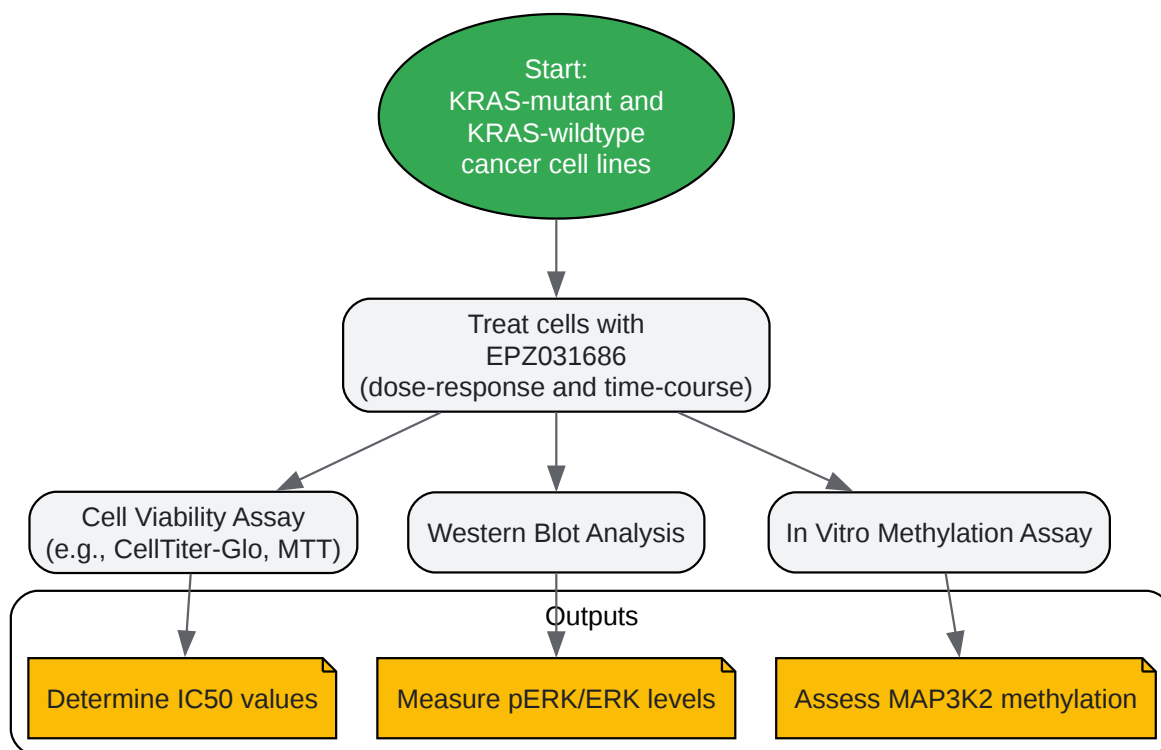 Start:
KRAS-mutant and
KRAS-wildtype
cancer cell lines
Treat cells with
EPZ031686
(dose-response and time-course)
Cell Viability Assay
(e.g., CellTiter-Glo, MTT)
Western Blot Analysis
In Vitro Methylation Assay
Outputs
Determine IC50 values
Measure pERK/ERK levels
Assess MAP3K2 methylation